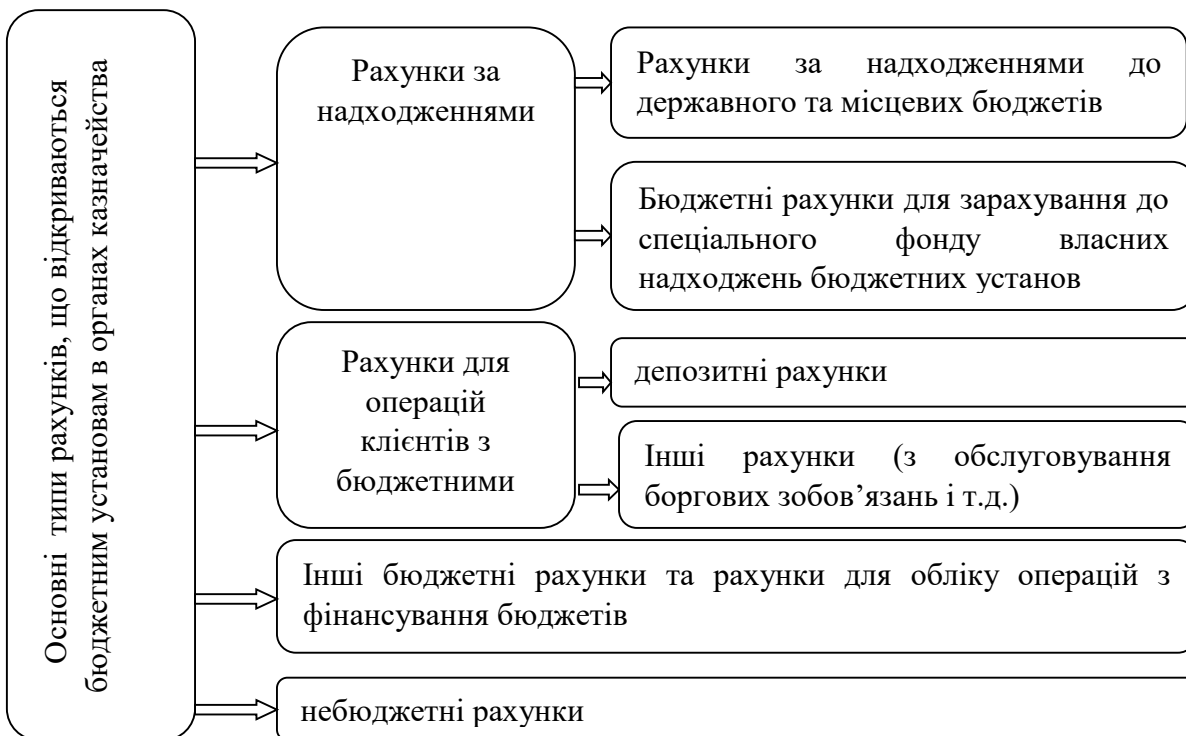 Основні типи рахунків, що відкриваються
бюджетним установам в органах казначейства
Рахунки за
надходженнями
Рахунки за надходженнями до
державного та місцевих бюджетів
Бюджетні рахунки для зарахування до
спеціального фонду власних
надходжень бюджетних установ
Рахунки для
операцій
клієнтів з
бюджетними
депозитні рахунки
Інші рахунки (з обслуговування
боргових зобов’язань і т.д.)
Інші бюджетні рахунки та рахунки для обліку операцій з
фінансування бюджетів
небюджетні рахунки